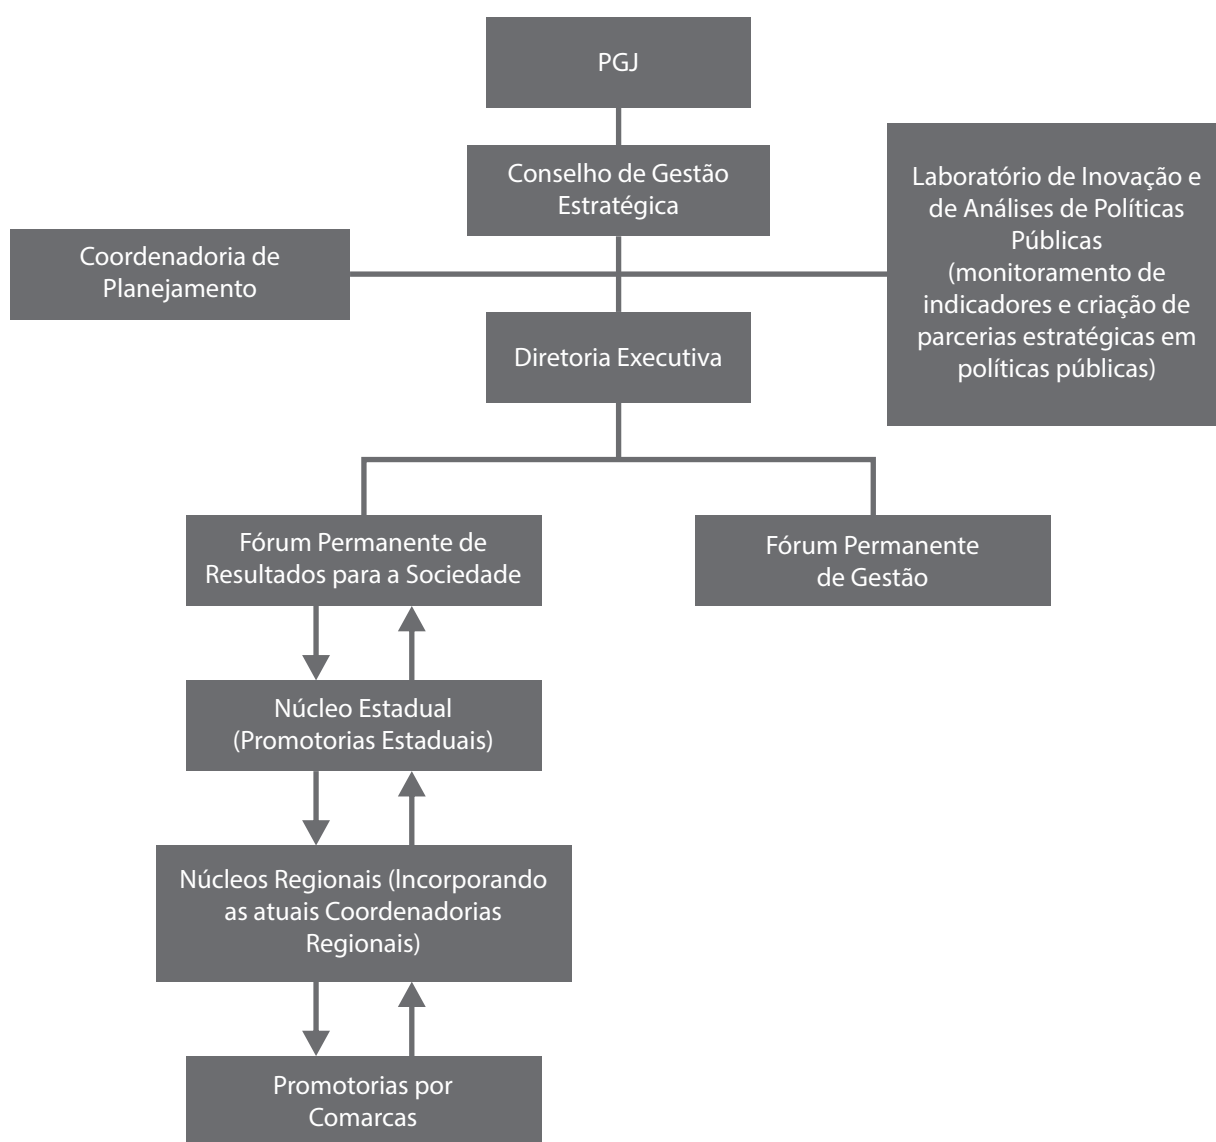 PGJ
Conselho de Gestão
Estratégica
Laboratório de Inovação e
de Análises de Políticas
Públicas
(monitoramento de
indicadores e criação de
parcerias estratégicas em
políticas públicas)
Coordenadoria de
Planejamento
Diretoria Executiva
Fórum Permanente de
Resultados para a Sociedade
Fórum Permanente
de Gestão
Núcleo Estadual
(Promotorias Estaduais)
Núcleos Regionais (Incorporando
as atuais Coordenadorias
Regionais)
Promotorias por
Comarcas